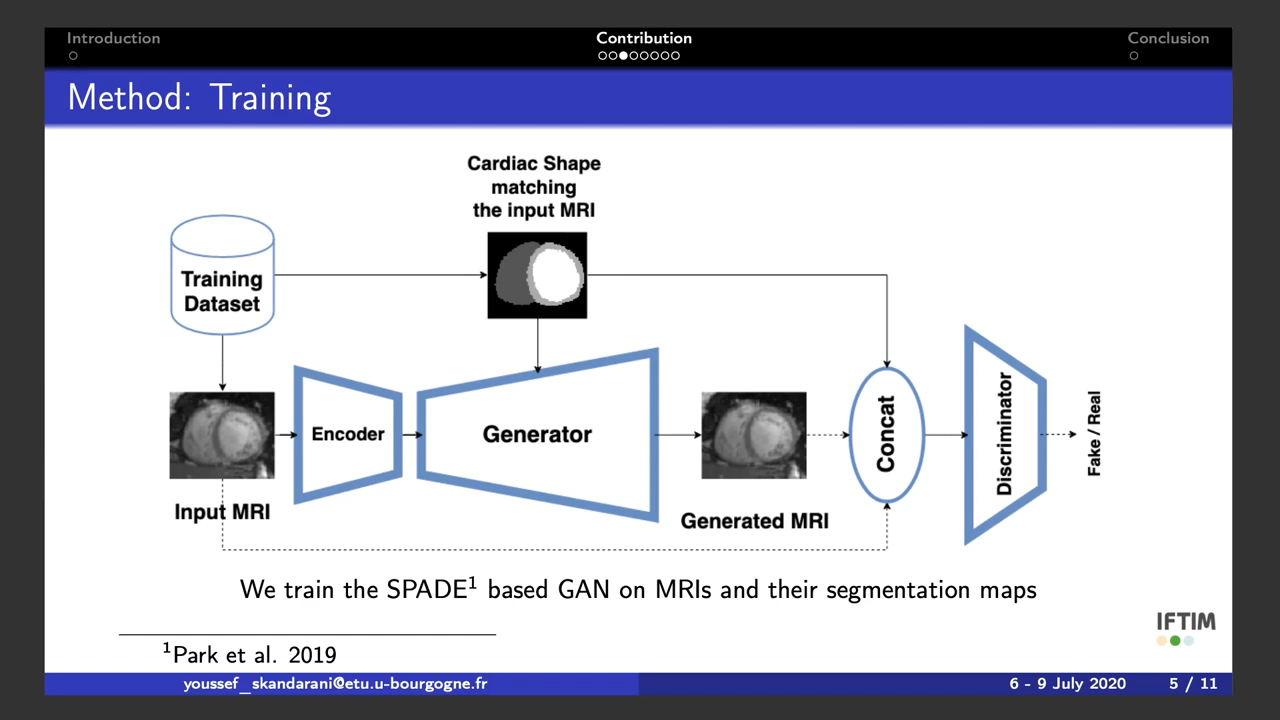 Introduction
Contribution
Conclusion
Method: Training
Cardiac Shape
matching
the input MRI
Training
Dataset
Encoder
Generator
Concat
Discriminator
Fake / Real
Input MRI
Generated MRI
We train the SPADE¹ based GAN on MRIs and their segmentation maps
IFTIM
¹Park et al. 2019
youssef_skandarani@etu.u-bourgogne.fr
6 - 9 July 2020
5 / 11